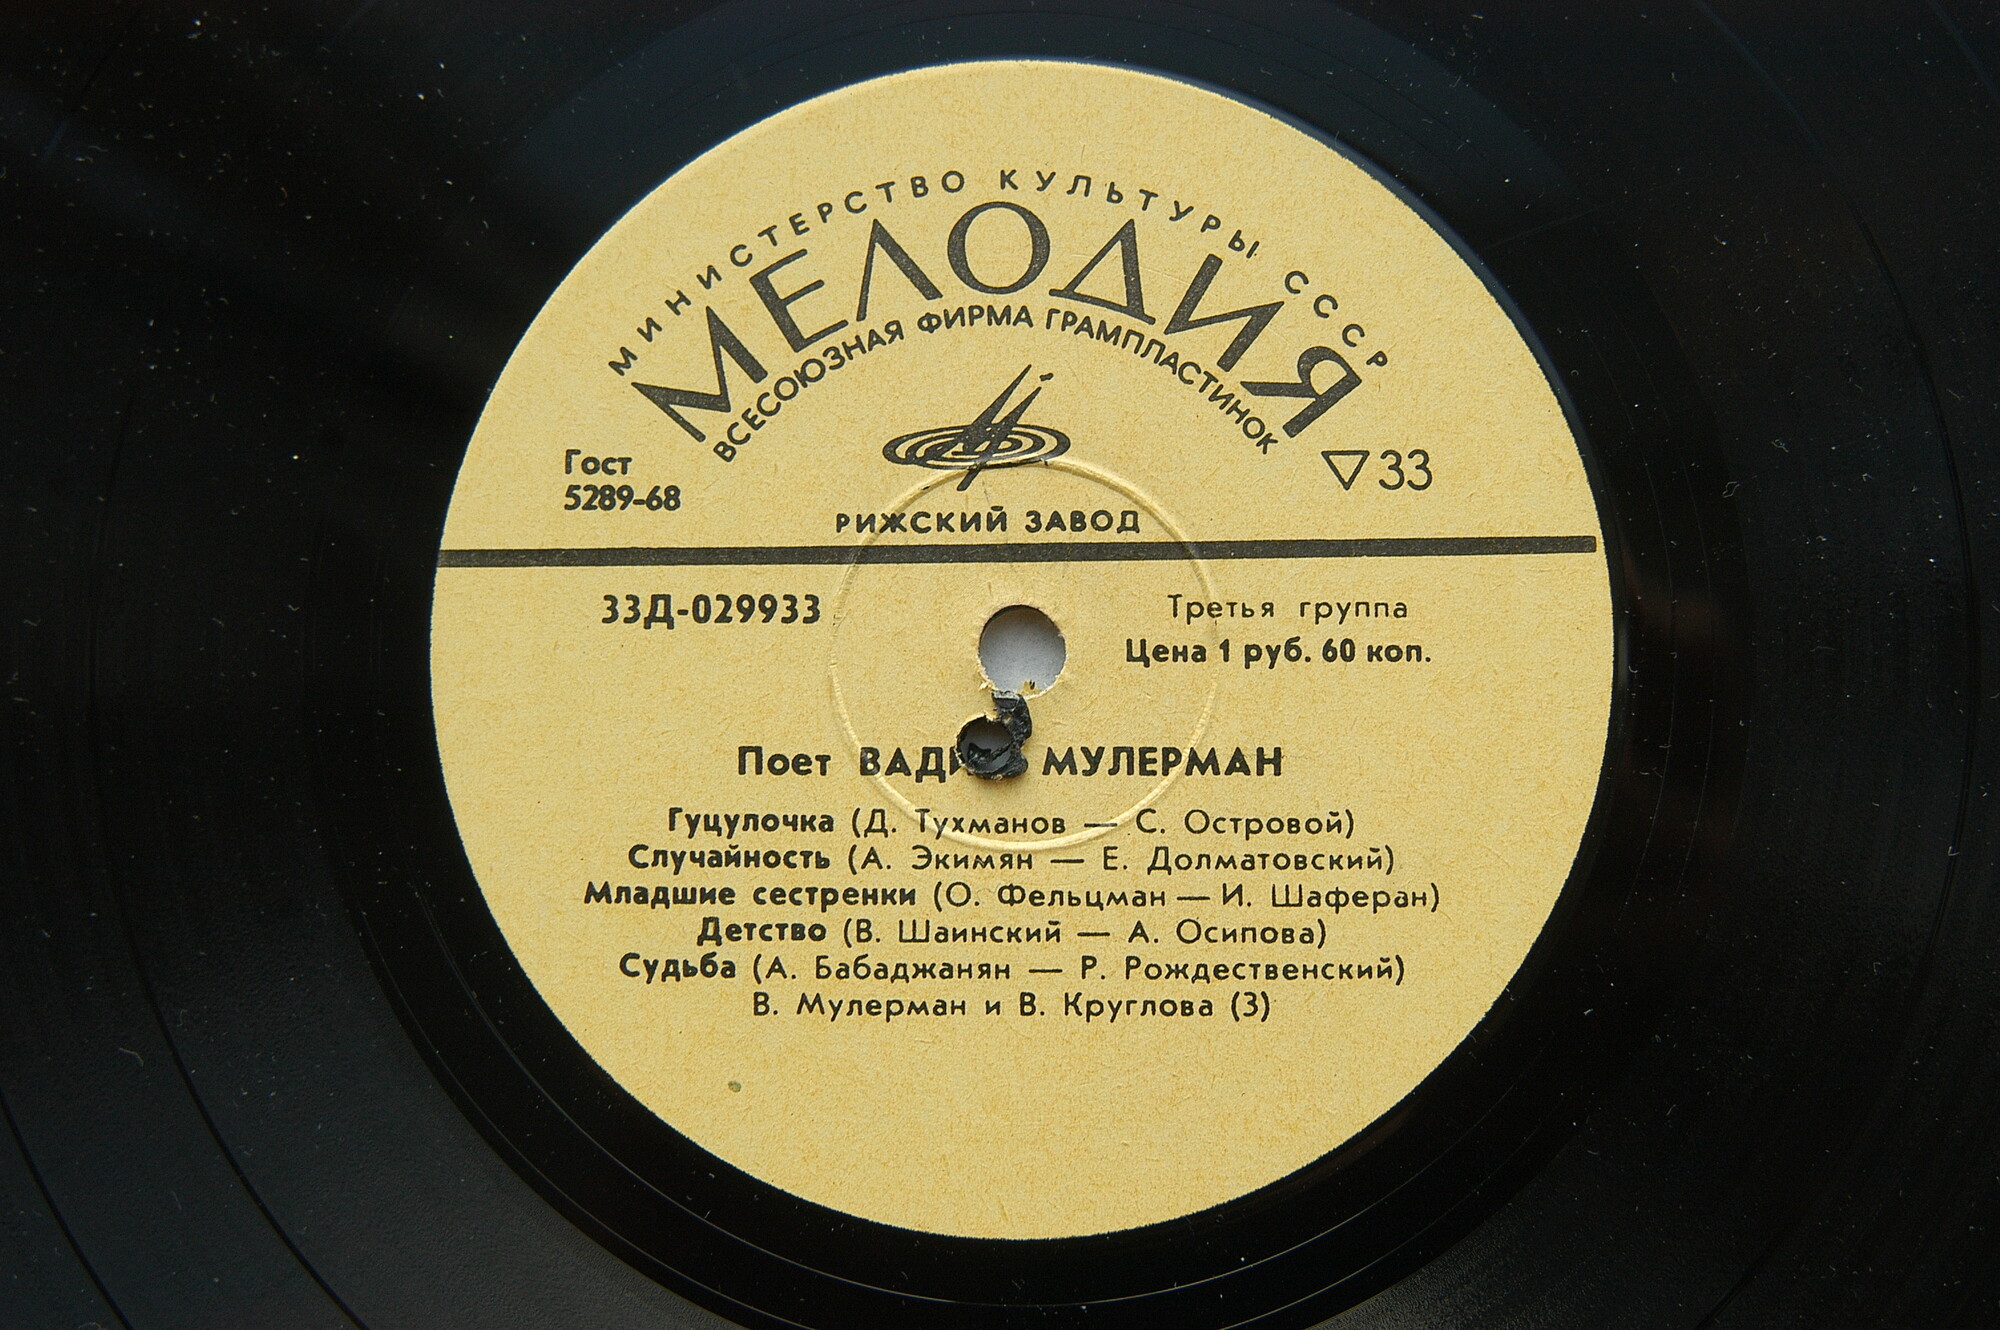 МИНИСТЕРСТВО КУЛЬТУРЫ СССР
МЕЛОДИЯ
ВСЕСОЮЗНАЯ ФИРМА ГРАМПЛАСТИНОК
Гост
5289-68
▽ 33
РИЖСКИЙ ЗАВОД
33Д-029933
Третья группа
Цена 1 руб. 60 коп.
Поет МУЛЕРМАН
Гуцулочка (Д. Тухманов — С. Островой)
Случайность (А. Экимян — Е. Долматовский)
Младшие сестренки (О. Фельцман — И. Шаферан)
Детство (В. Шаинский — А. Осипова)
Судьба (А. Бабаджанян — Р. Рождественский)
В. Мулерман и В. Круглова (3)